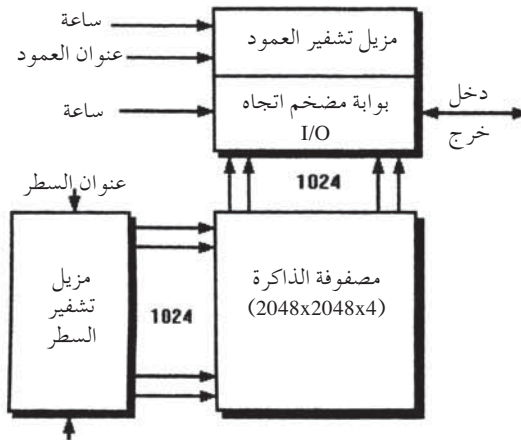 ساعة
مزيل تشفير العمود
عنوان العمود
ساعة
بوابة مضخم اتجاه
I/O
دخل
خرج
1024
عنوان السطر
مزيل
تشفير
السطر
1024
مصفوفة الذاكرة
(2048x2048x4)